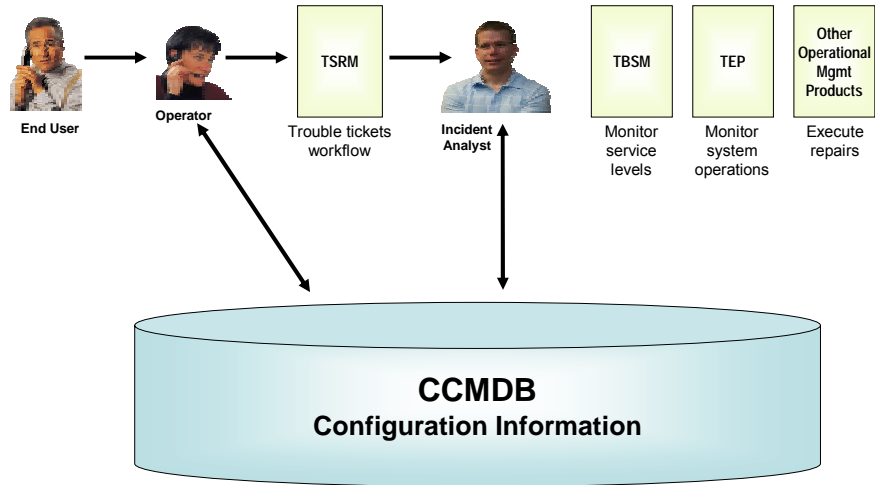 End User
Operator
TSRM
Trouble tickets
workflow
Incident
Analyst
TBSM
Monitor
service
levels
TEP
Monitor
system
operations
Other
Operational
Mgmt
Products
Execute
repairs
CCMDB
Configuration Information